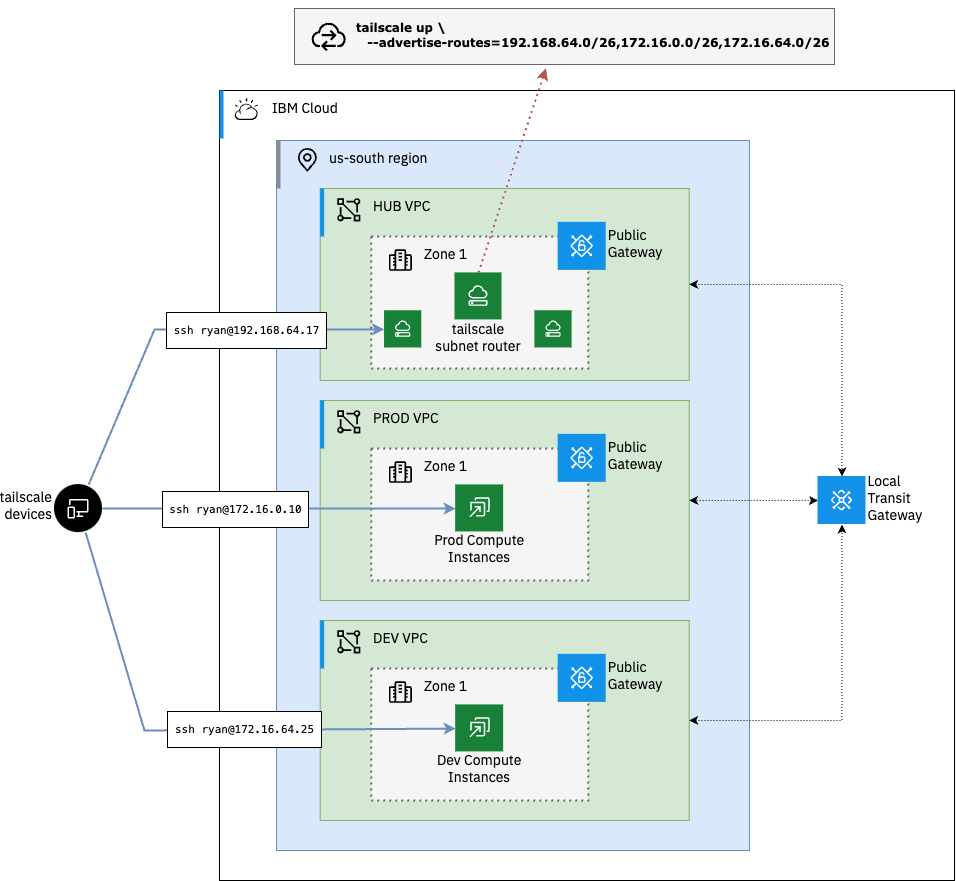 tailscale up \
--advertise-routes=192.168.64.0/26,172.16.0.0/26,172.16.64.0/26
IBM Cloud
us-south region
HUB VPC
Public
Gateway
Zone 1
tailscale
subnet router
ssh ryan@192.168.64.17
PROD VPC
Public
Gateway
Zone 1
Prod Compute
Instances
ssh ryan@172.16.0.10
tailscale
devices
Local
Transit
Gateway
DEV VPC
Public
Gateway
Zone 1
Dev Compute
Instances
ssh ryan@172.16.64.25